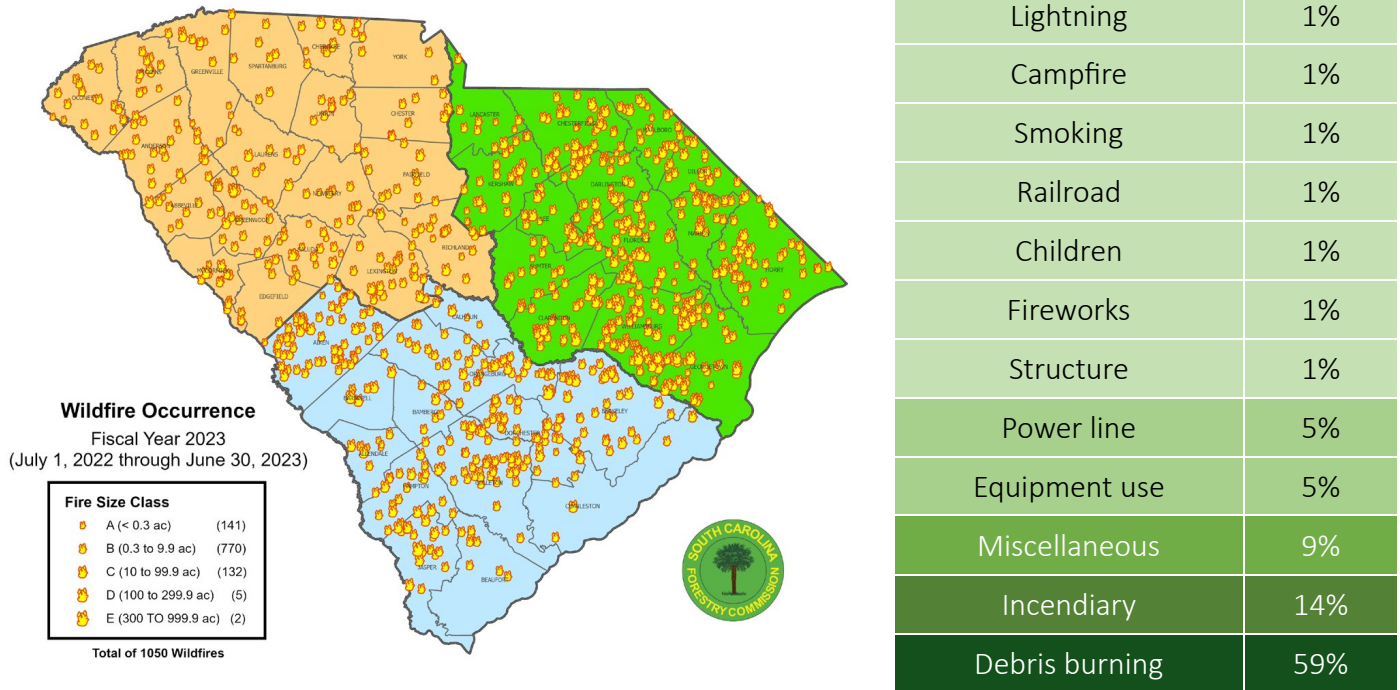 CHEROKEE
YORK
SPARTANBURG
GREENVILLE
PICKENS
OCONEE
UNION
CHESTER
LANCASTER
CHESTERFIELD
MARLBORO
ANDERSON
LAURENS
FAIRFIELD
KERSHAW
DARLINGTON
DILLON
NEWBERRY
ABBEVILLE
GREENWOOD
LEE
FLORENCE
MARION
SALUDA
RICHLAND
LEXINGTON
SUMTER
HORRY
MCCORMICK
EDGEFIELD
CALHOUN
CLARENDON
WILLIAMSBURG
AIKEN
ORANGEBURG
GEORGETOWN
BARNWELL
BAMBERG
BERKELEY
DORCHESTER
ALLENDALE
HAMPTON
COLLETON
CHARLESTON
JASPER
BEAUFORT
Wildfire Occurrence
Fiscal Year 2023
(July 1, 2022 through June 30, 2023)
Fire Size Class
A (< 0.3 ac) (141)
B (0.3 to 9.9 ac) (770)
C (10 to 99.9 ac) (132)
D (100 to 299.9 ac) (5)
E (300 TO 999.9 ac) (2)
Total of 1050 Wildfires
SOUTH CAROLINA
FORESTRY COMMISSION
Lightning 1%
Campfire 1%
Smoking 1%
Railroad 1%
Children 1%
Fireworks 1%
Structure 1%
Power line 5%
Equipment use 5%
Miscellaneous 9%
Incendiary 14%
Debris burning 59%